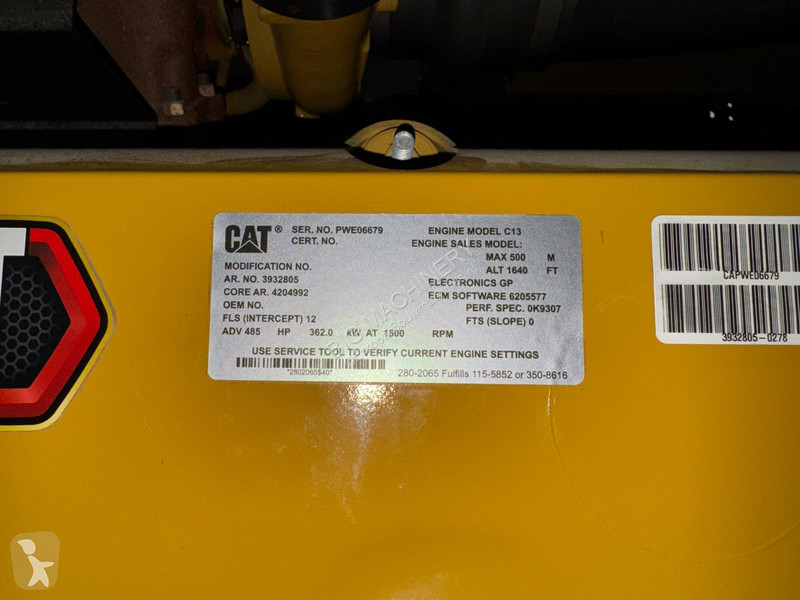 CAT® SER. NO. PWE06679 ENGINE MODEL C13
CERT. NO. ENGINE SALES MODEL:
MAX 500 M
MODIFICATION NO. ALT 1640 FT
AR. NO. 3932805 ELECTRONICS GP
CORE AR. 4204992 ECM SOFTWARE 6205577
OEM NO. PERF. SPEC. 0K9307
FLS (INTERCEPT) 12 FTS (SLOPE) 0
ADV 485 HP 362.0 kW AT 1500 RPM
USE SERVICE TOOL TO VERIFY CURRENT ENGINE SETTINGS
*2802065$40* 280-2065 Fulfills 115-5852 or 350-8616
CAPWE06679
3932805-0278